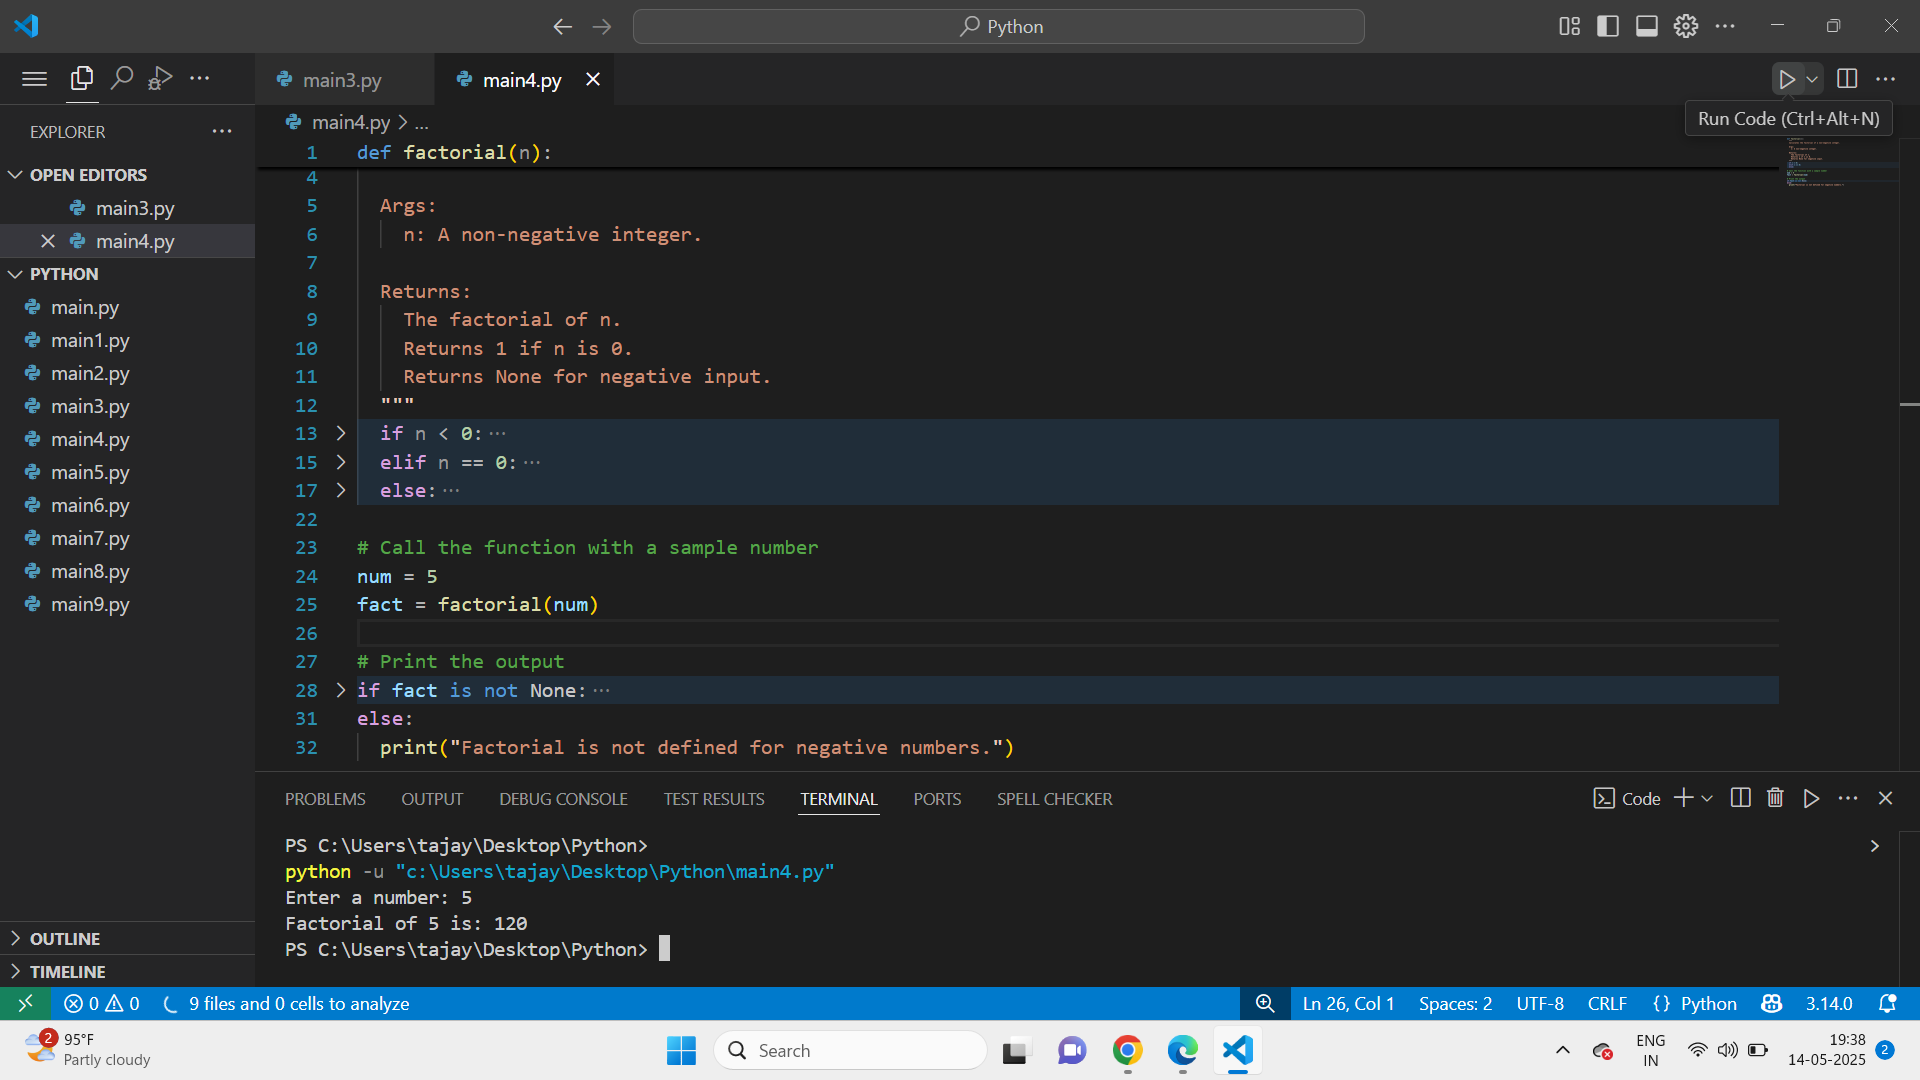 Python
main3.py
main4.py
Run Code (Ctrl+Alt+N)
EXPLORER
OPEN EDITORS
main3.py
main4.py
PYTHON
main.py
main1.py
main2.py
main3.py
main4.py
main5.py
main6.py
main7.py
main8.py
main9.py
OUTLINE
TIMELINE
main4.py > ...
1 def factorial(n):
4
5 Args:
6 n: A non-negative integer.
7
8 Returns:
9 The factorial of n.
10 Returns 1 if n is 0.
11 Returns None for negative input.
12 """
13 if n < 0:···
15 elif n == 0:···
17 else:···
22
23 # Call the function with a sample number
24 num = 5
25 fact = factorial(num)
26
27 # Print the output
28 if fact is not None:···
31 else:
32 print("Factorial is not defined for negative numbers.")
PROBLEMS OUTPUT DEBUG CONSOLE TEST RESULTS TERMINAL PORTS SPELL CHECKER
Code
PS C:\Users\tajay\Desktop\Python>
python -u "c:\Users\tajay\Desktop\Python\main4.py"
Enter a number: 5
Factorial of 5 is: 120
PS C:\Users\tajay\Desktop\Python>
0 0 9 files and 0 cells to analyze
Ln 26, Col 1 Spaces: 2 UTF-8 CRLF {} Python 3.14.0
2
95°F
Partly cloudy
Search
ENG
IN
19:38
14-05-2025
2